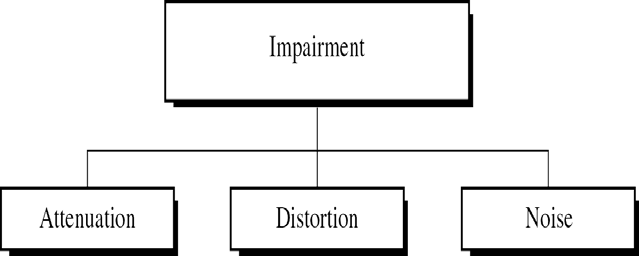 Impairment
Attenuation
Distortion
Noise